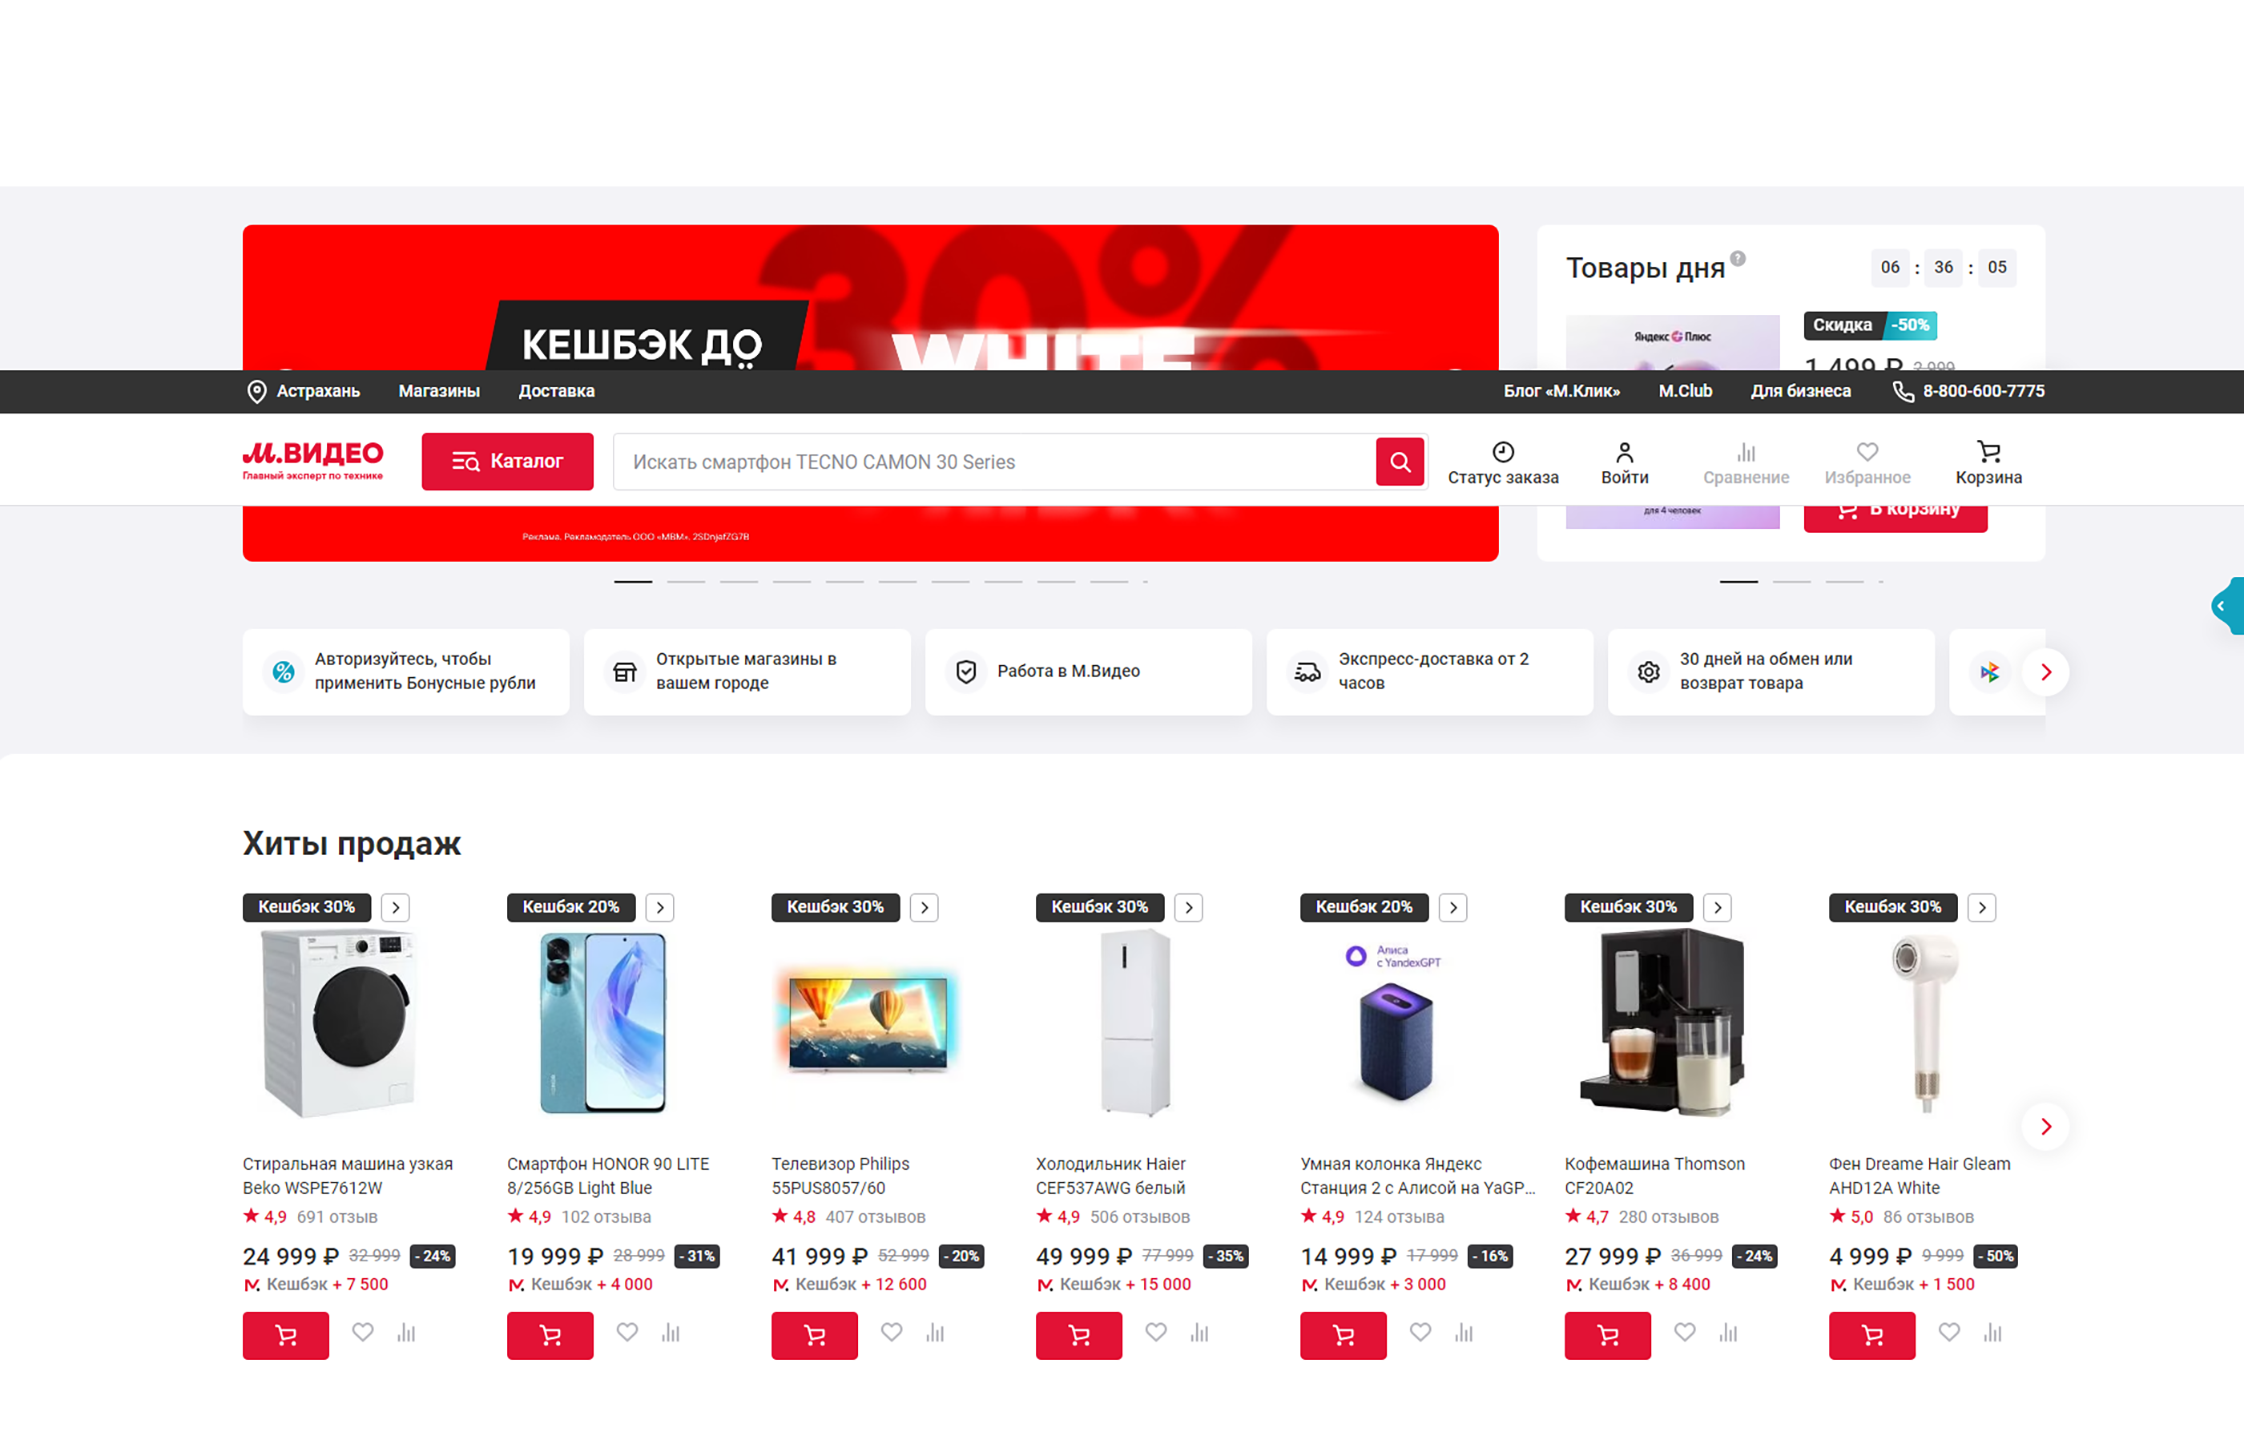 КЕШБЭК ДО
30%
WHITE
Товары дня
?
06 : 36 : 05
Яндекс Плюс
Скидка -50%
1 499 ₽ 2 999
Астрахань Магазины Доставка Блог «М.Клик» M.Club Для бизнеса 8-800-600-7775
М.ВИДЕО
Главный эксперт по технике
Каталог
Искать смартфон TECNO CAMON 30 Series
Статус заказа Войти Сравнение Избранное Корзина
для 4 человек
В корзину
Реклама. Рекламодатель ООО «МВМ». 2SDnjefZG7B
Авторизуйтесь, чтобы
применить Бонусные рубли
Открытые магазины в
вашем городе
Работа в М.Видео
Экспресс-доставка от 2
часов
30 дней на обмен или
возврат товара
Хиты продаж
Кешбэк 30% Кешбэк 20% Кешбэк 30% Кешбэк 30% Кешбэк 20% Кешбэк 30% Кешбэк 30%
Алиса
с YandexGPT
HONOR
Стиральная машина узкая
Beko WSPE7612W
4,9 691 отзыв
24 999 ₽ 32 999 - 24%
Кешбэк + 7 500
Смартфон HONOR 90 LITE
8/256GB Light Blue
4,9 102 отзыва
19 999 ₽ 28 999 - 31%
Кешбэк + 4 000
Телевизор Philips
55PUS8057/60
4,8 407 отзывов
41 999 ₽ 52 999 - 20%
Кешбэк + 12 600
Холодильник Haier
CEF537AWG белый
4,9 506 отзывов
49 999 ₽ 77 999 - 35%
Кешбэк + 15 000
Умная колонка Яндекс
Станция 2 с Алисой на YaGP...
4,9 124 отзыва
14 999 ₽ 17 999 - 16%
Кешбэк + 3 000
Кофемашина Thomson
CF20A02
4,7 280 отзывов
27 999 ₽ 36 999 - 24%
Кешбэк + 8 400
Фен Dreame Hair Gleam
AHD12A White
5,0 86 отзывов
4 999 ₽ 9 999 - 50%
Кешбэк + 1 500